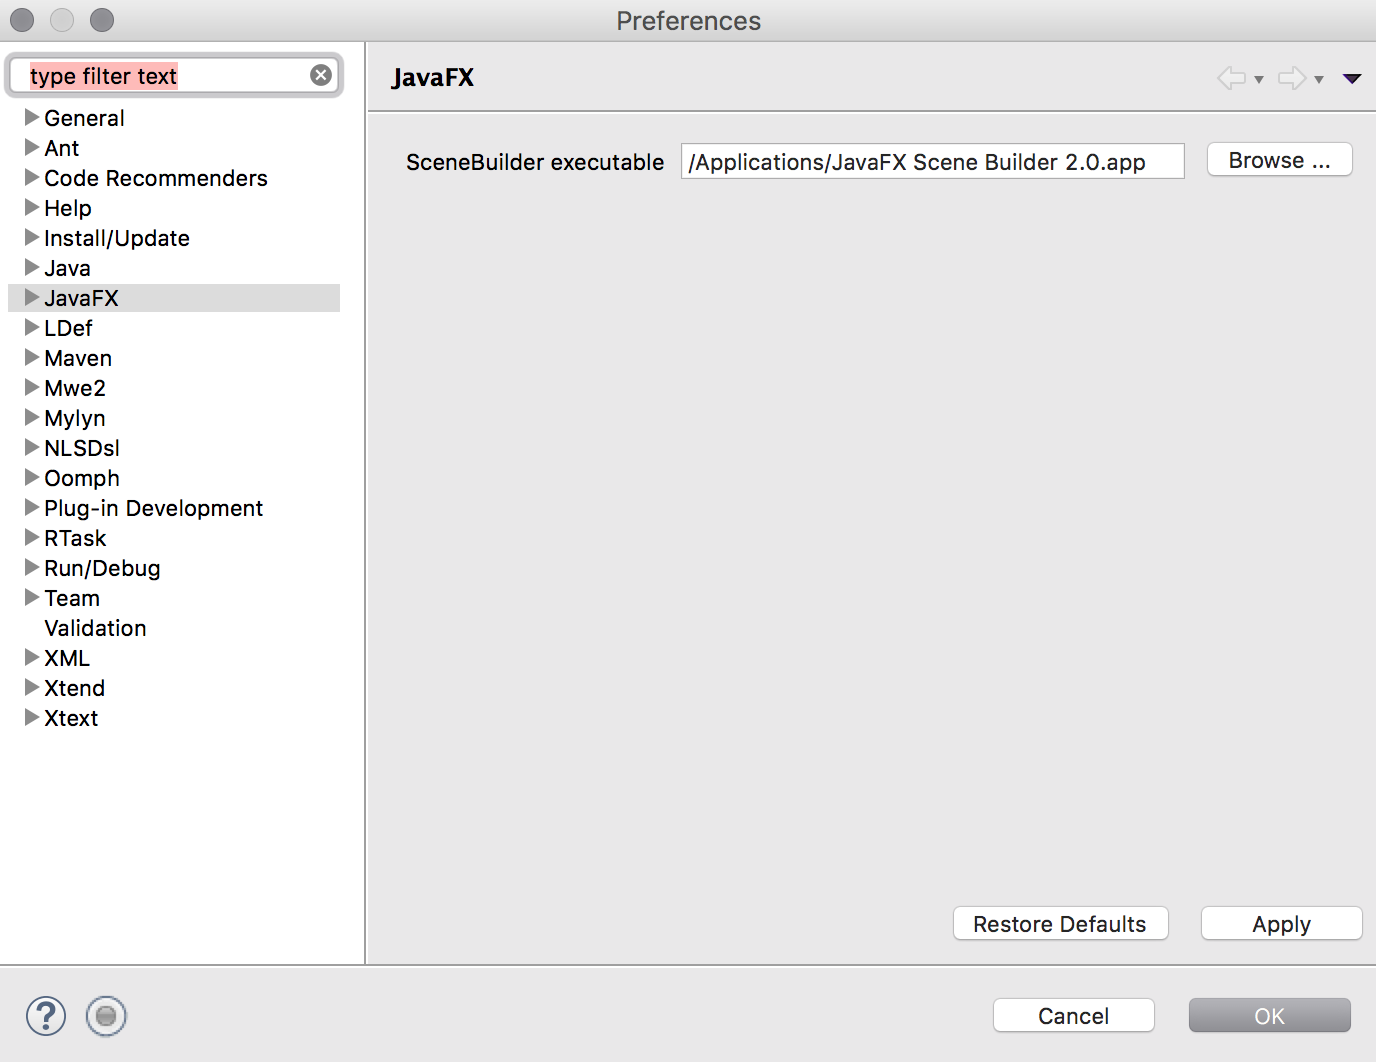 Preferences
type filter text
General
Ant
Code Recommenders
Help
Install/Update
Java
JavaFX
LDef
Maven
Mwe2
Mylyn
NLSDsl
Oomph
Plug-in Development
RTask
Run/Debug
Team
Validation
XML
Xtend
Xtext
JavaFX
SceneBuilder executable /Applications/JavaFX Scene Builder 2.0.app Browse ...
Restore Defaults Apply
? Cancel OK